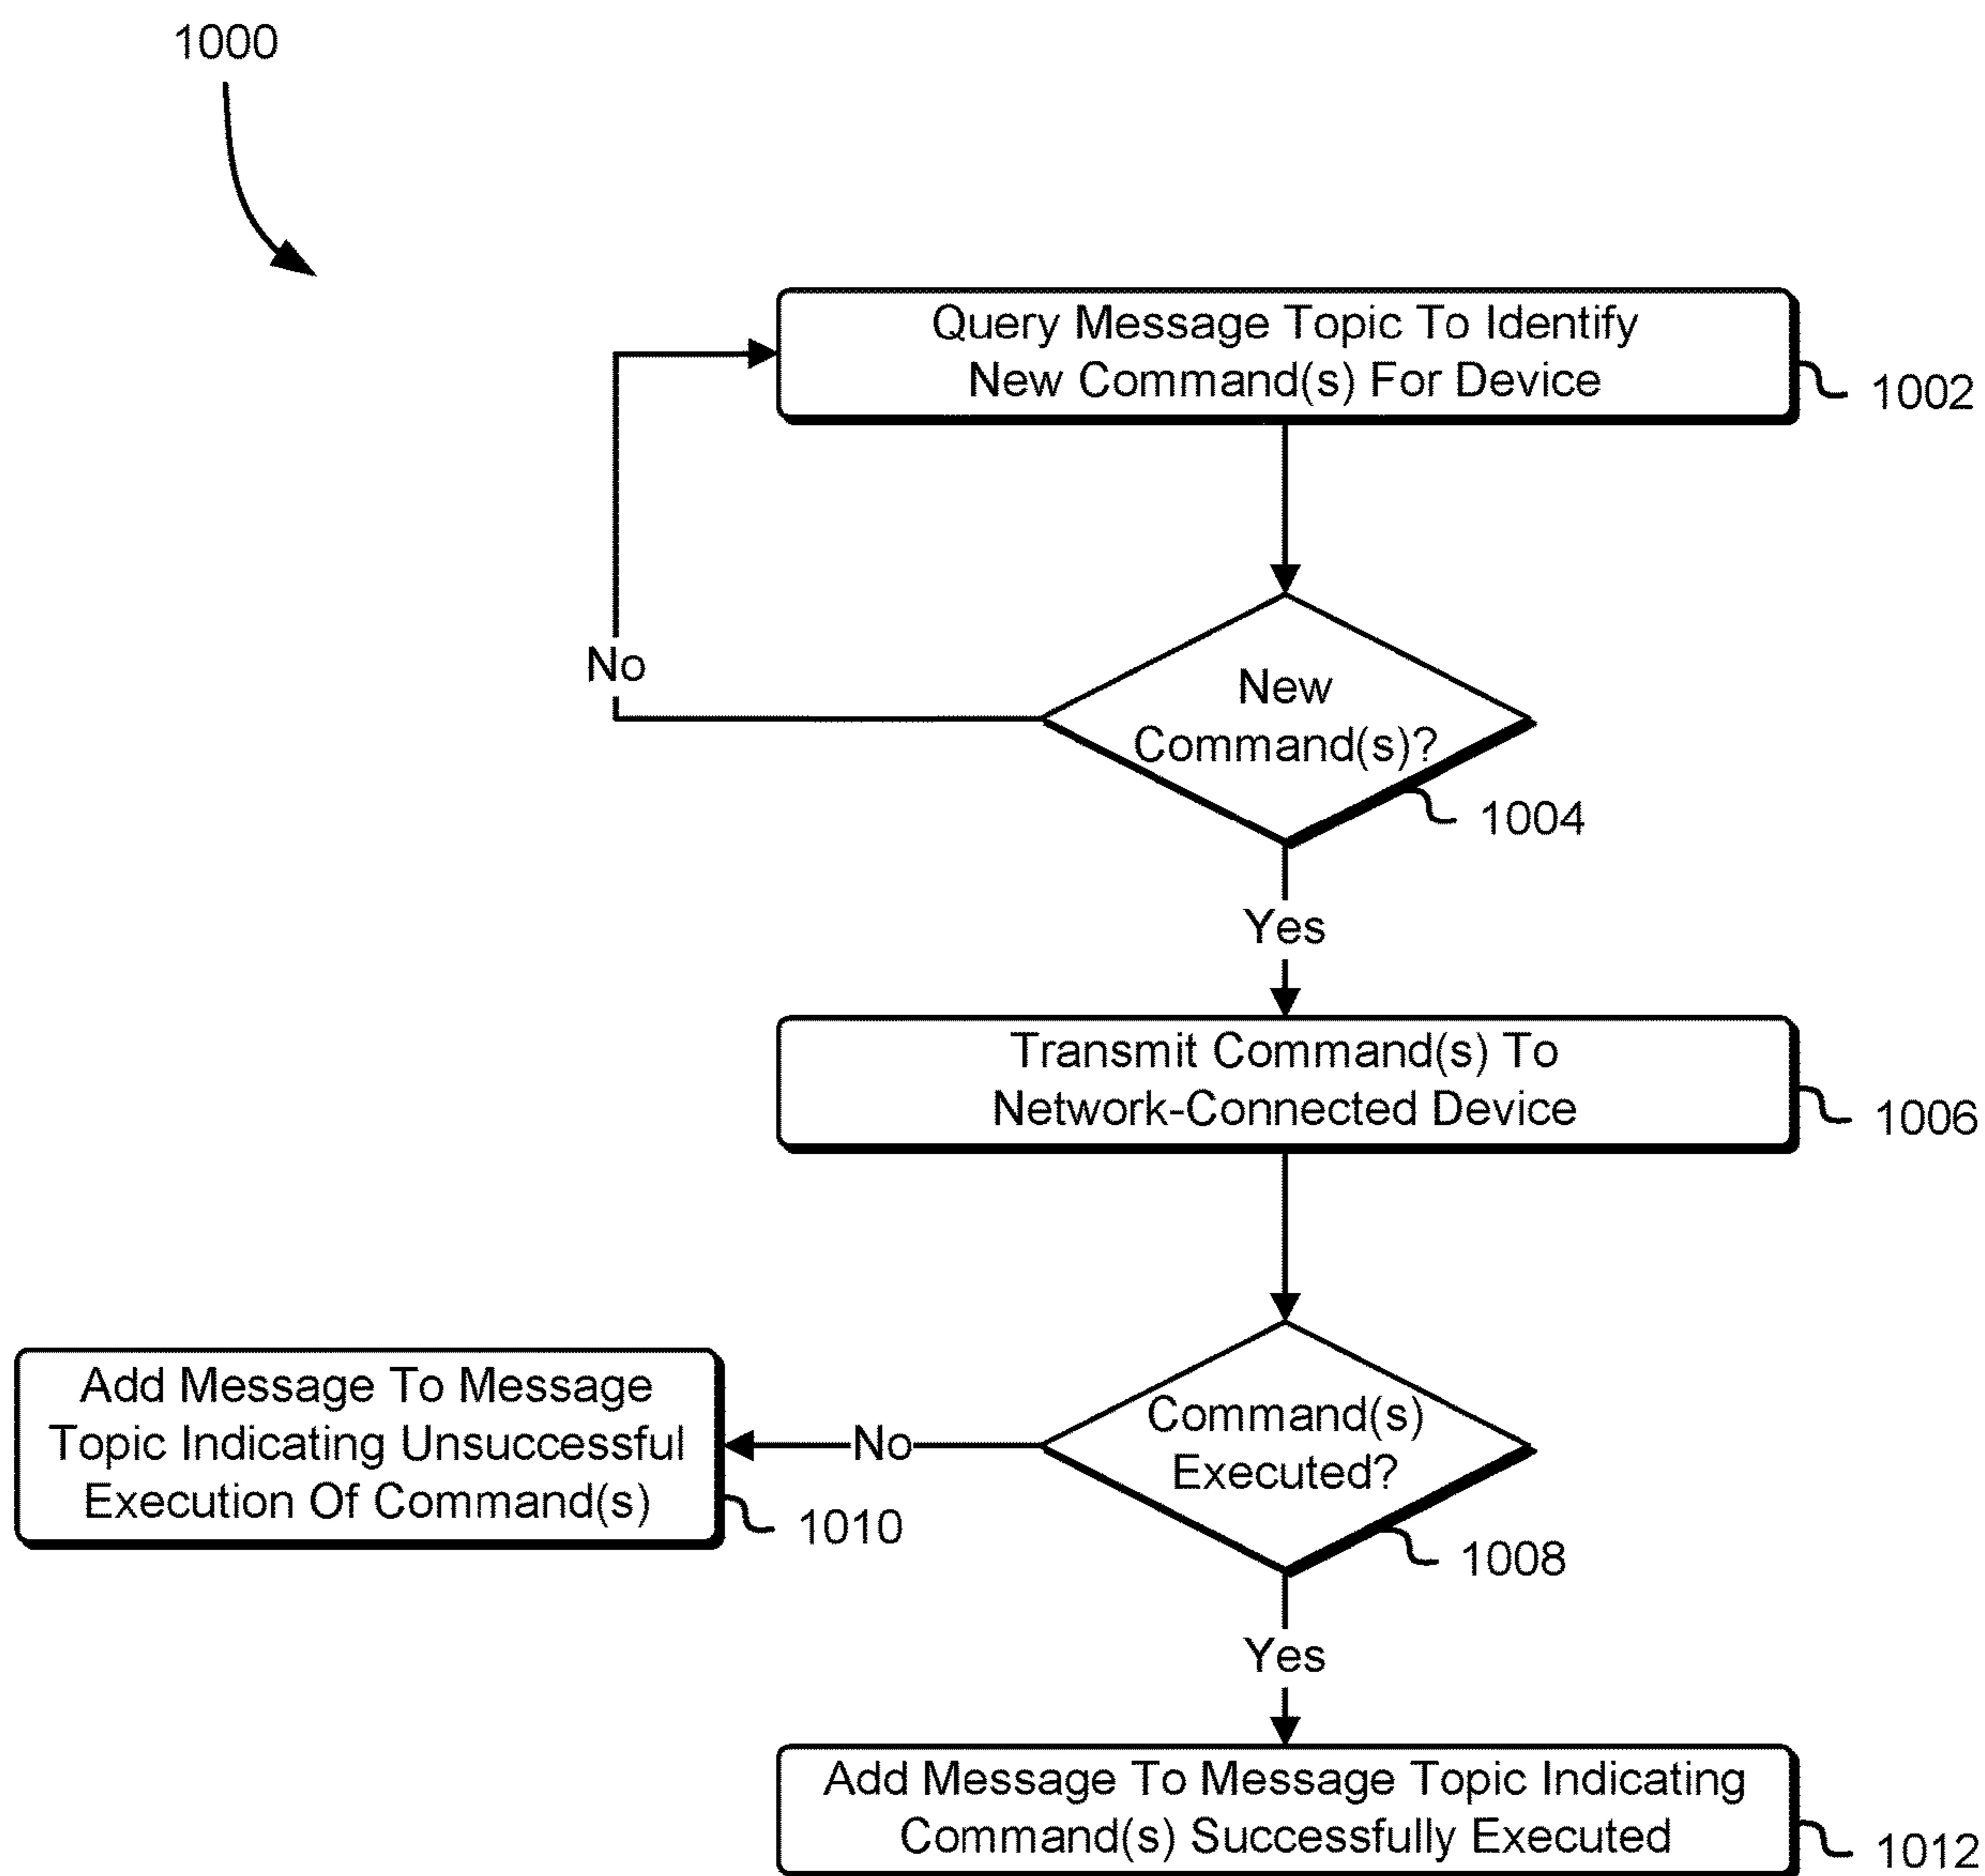 1000
Query Message Topic To Identify
New Command(s) For Device
1002
No
New
Command(s)?
1004
Yes
Transmit Command(s) To
Network-Connected Device
1006
Add Message To Message
Topic Indicating Unsuccessful
Execution Of Command(s)
1010
No
Command(s)
Executed?
1008
Yes
Add Message To Message Topic Indicating
Command(s) Successfully Executed
1012